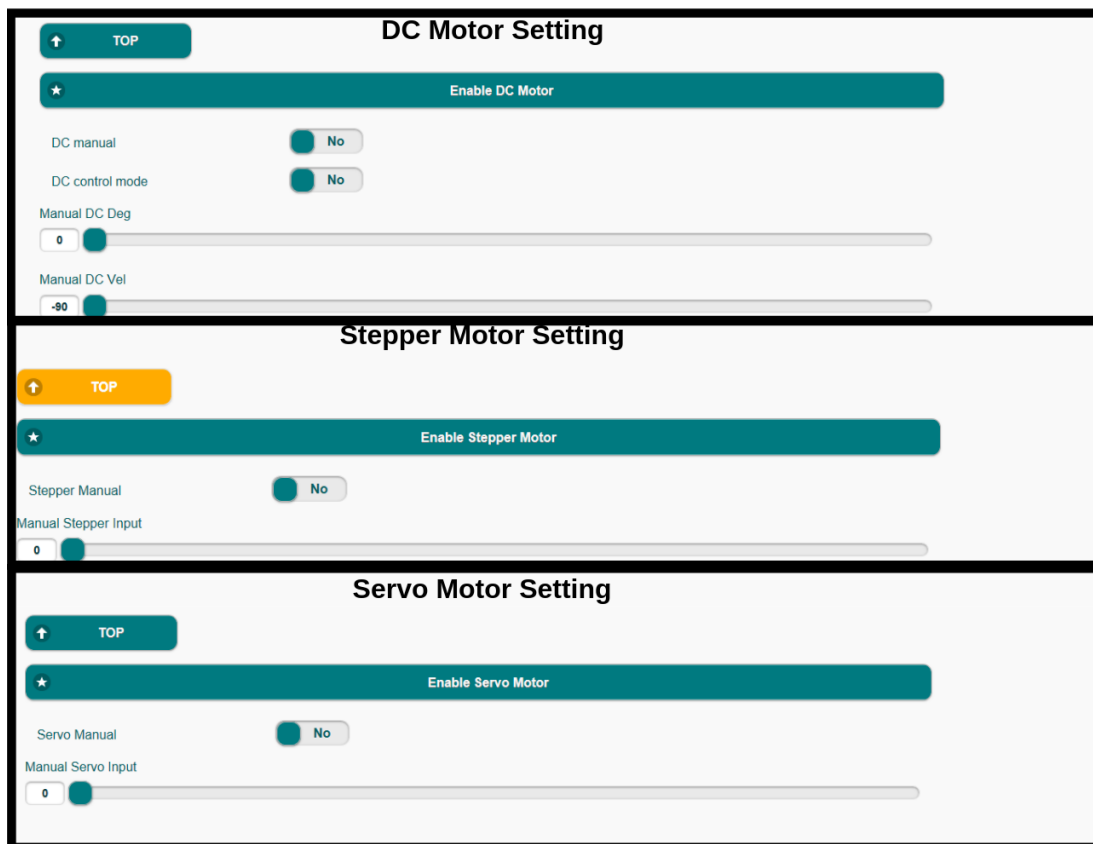 DC Motor Setting
TOP
Enable DC Motor
DC manual No
DC control mode No
Manual DC Deg
0
Manual DC Vel
-90
Stepper Motor Setting
TOP
Enable Stepper Motor
Stepper Manual No
Manual Stepper Input
0
Servo Motor Setting
TOP
Enable Servo Motor
Servo Manual No
Manual Servo Input
0